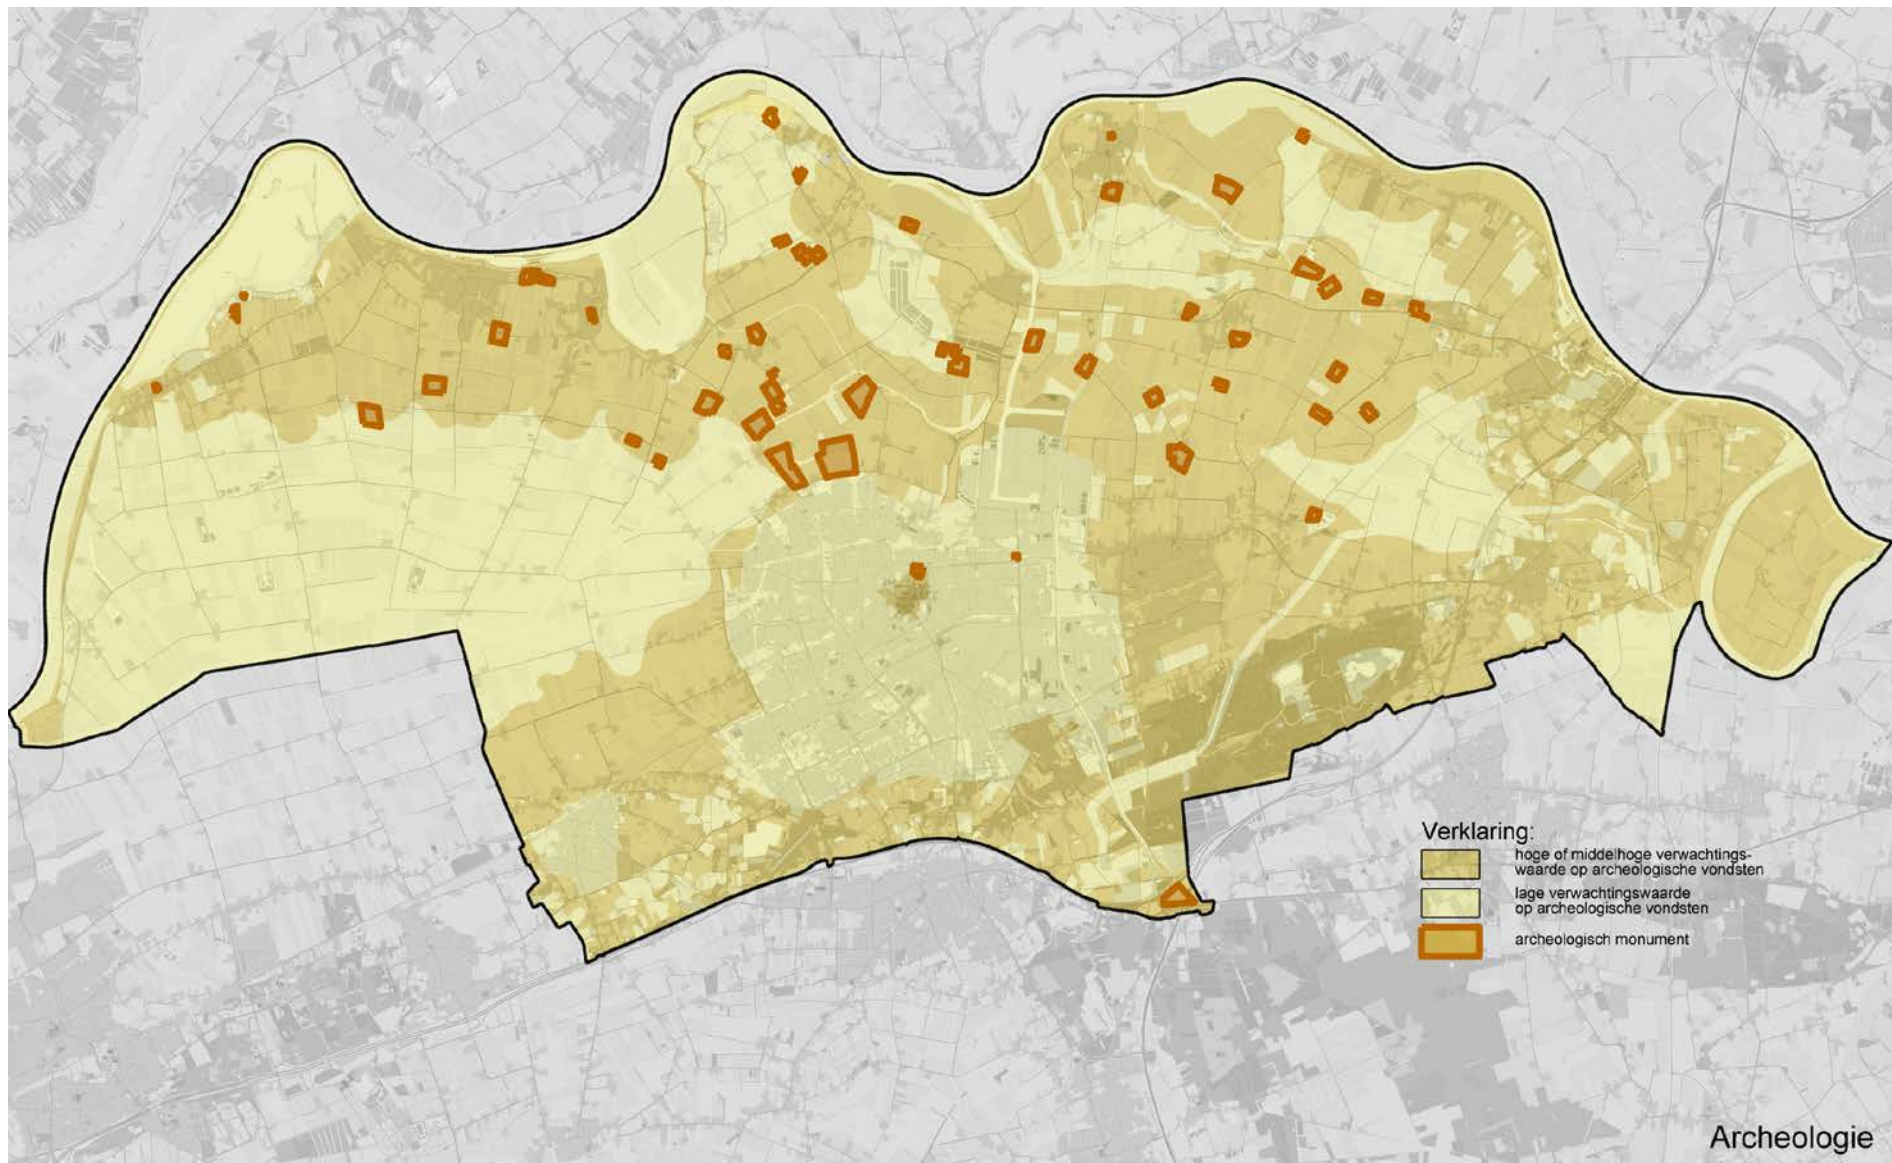 Verklaring:
hoge of middelhoge verwachtings-
waarde op archeologische vondsten
lage verwachtingswaarde
op archeologische vondsten
archeologisch monument
Archeologie